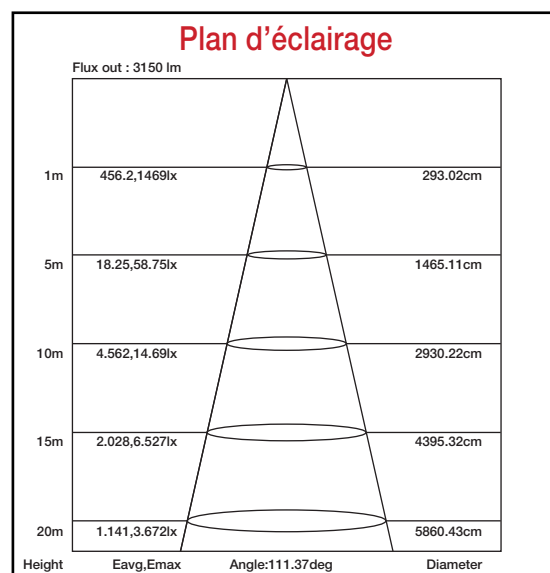 Plan d’éclairage
Flux out : 3150 lm
1m 456.2,1469lx 293.02cm
5m 18.25,58.75lx 1465.11cm
10m 4.562,14.69lx 2930.22cm
15m 2.028,6.527lx 4395.32cm
20m 1.141,3.672lx 5860.43cm
Height Eavg,Emax Angle:111.37deg Diameter